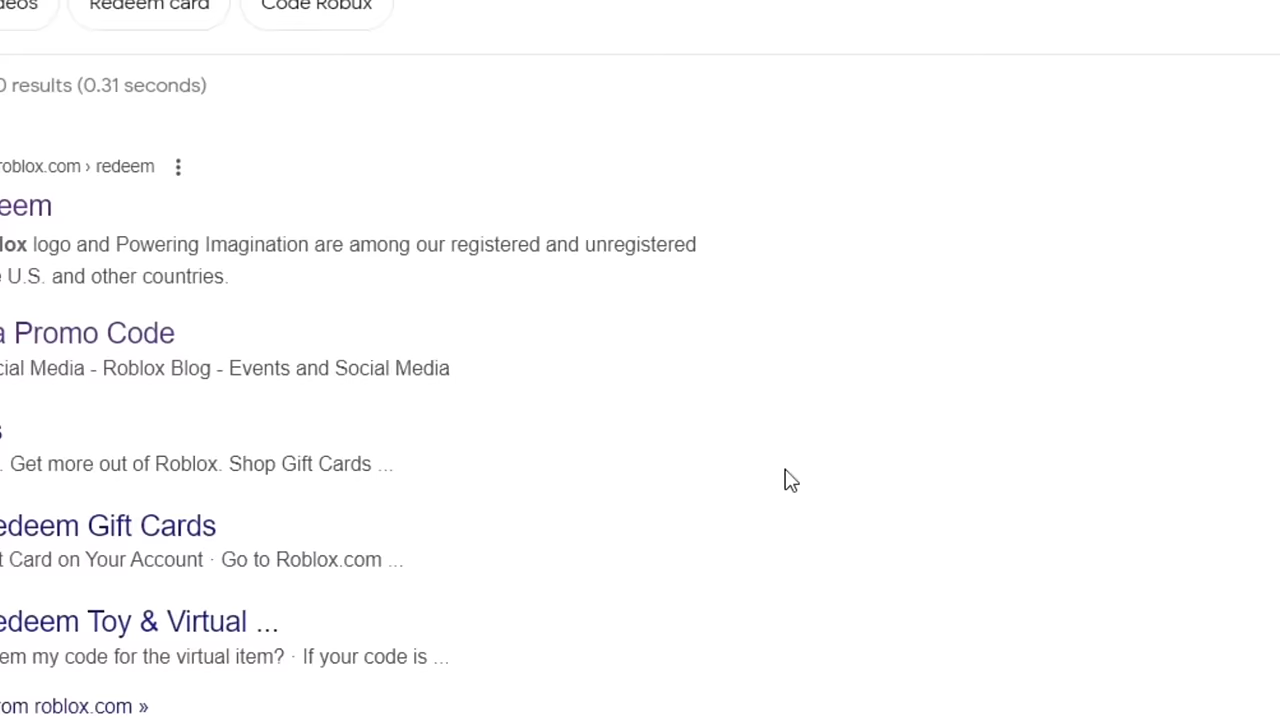 Redeem card
Code Robux
results (0.31 seconds)
roblox.com › redeem
eem
lox logo and Powering Imagination are among our registered and unregistered
e U.S. and other countries.
a Promo Code
cial Media - Roblox Blog - Events and Social Media
s
. Get more out of Roblox. Shop Gift Cards ...
edeem Gift Cards
t Card on Your Account · Go to Roblox.com ...
edeem Toy & Virtual ...
em my code for the virtual item? · If your code is ...
om roblox.com »